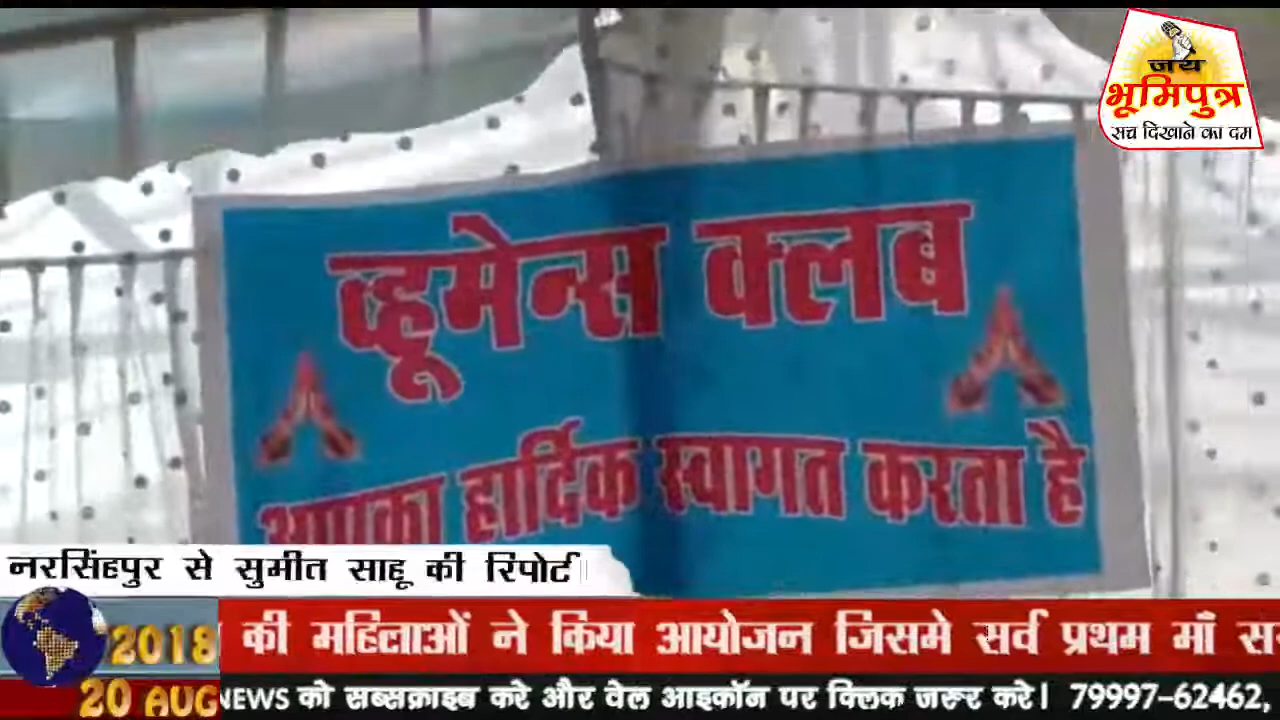 जय
भूमिपुत्र
सच दिखाने का दम
व्हूमेन्स क्लब
आपका हार्दिक स्वागत करता है
नरसिंहपुर से सुमीत साहू की रिपोर्ट
2018 की महिलाओं ने किया आयोजन जिसमे सर्व प्रथम माँ
20 AUG NEWS को सब्सक्राइब करे और वेल आइकॉन पर क्लिक जरूर करे। 79997-62462,